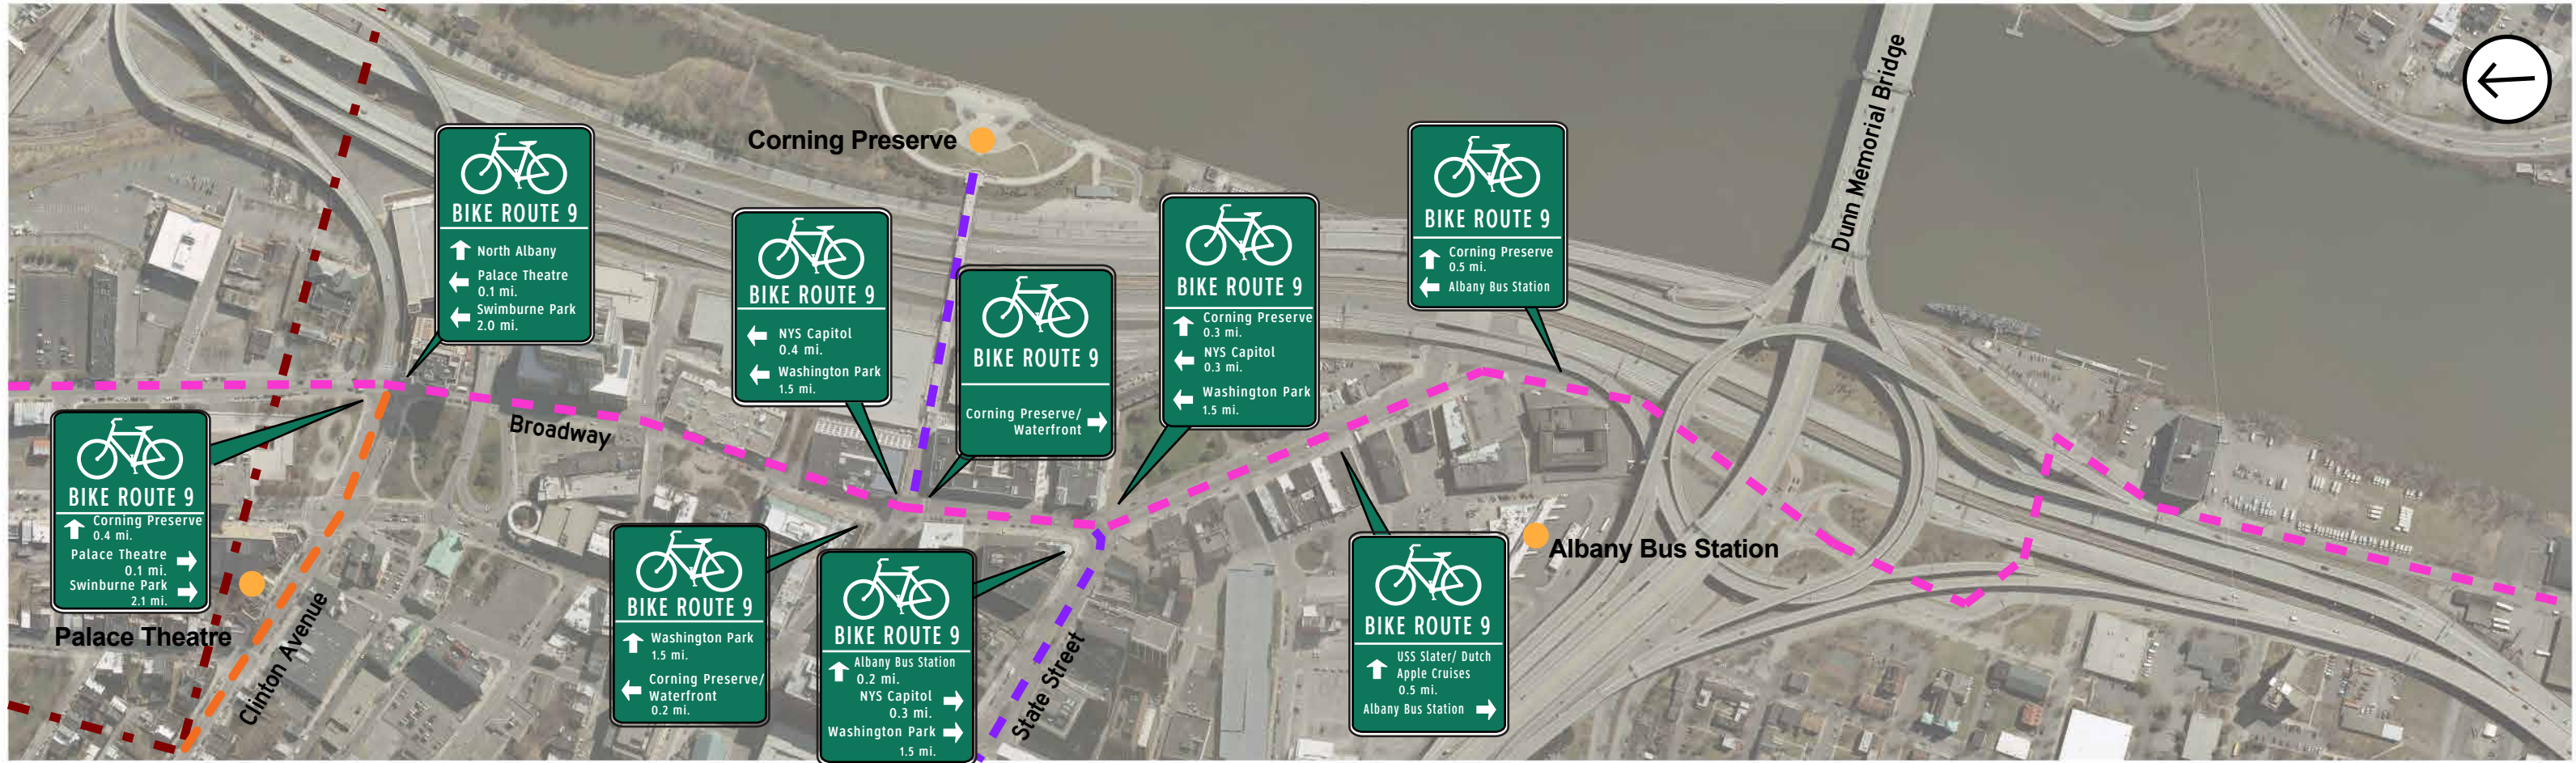 Dunn Memorial Bridge
Corning Preserve
BIKE ROUTE 9
North Albany
Palace Theatre
0.1 mi.
Swimburne Park
2.0 mi.
BIKE ROUTE 9
NYS Capitol
0.4 mi.
Washington Park
1.5 mi.
BIKE ROUTE 9
Corning Preserve/
Waterfront
BIKE ROUTE 9
Corning Preserve
0.3 mi.
NYS Capitol
0.3 mi.
Washington Park
1.5 mi.
BIKE ROUTE 9
Corning Preserve
0.5 mi.
Albany Bus Station
Broadway
BIKE ROUTE 9
Corning Preserve
0.4 mi.
Palace Theatre
0.1 mi.
Swinburne Park
2.1 mi.
Palace Theatre
Clinton Avenue
BIKE ROUTE 9
Washington Park
1.5 mi.
Corning Preserve/
Waterfront
0.2 mi.
BIKE ROUTE 9
Albany Bus Station
0.2 mi.
NYS Capitol
0.3 mi.
Washington Park
1.5 mi.
State Street
BIKE ROUTE 9
USS Slater/ Dutch
Apple Cruises
0.5 mi.
Albany Bus Station
Albany Bus Station